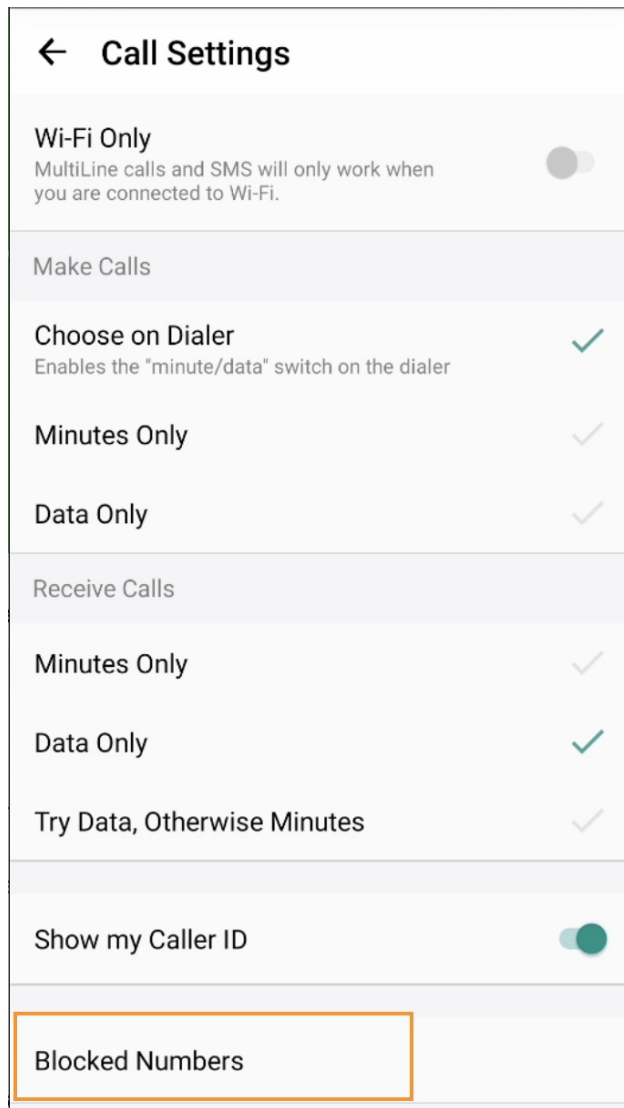 Call Settings
Wi-Fi Only
MultiLine calls and SMS will only work when
you are connected to Wi-Fi.
Make Calls
Choose on Dialer
Enables the "minute/data" switch on the dialer
Minutes Only
Data Only
Receive Calls
Minutes Only
Data Only
Try Data, Otherwise Minutes
Show my Caller ID
Blocked Numbers